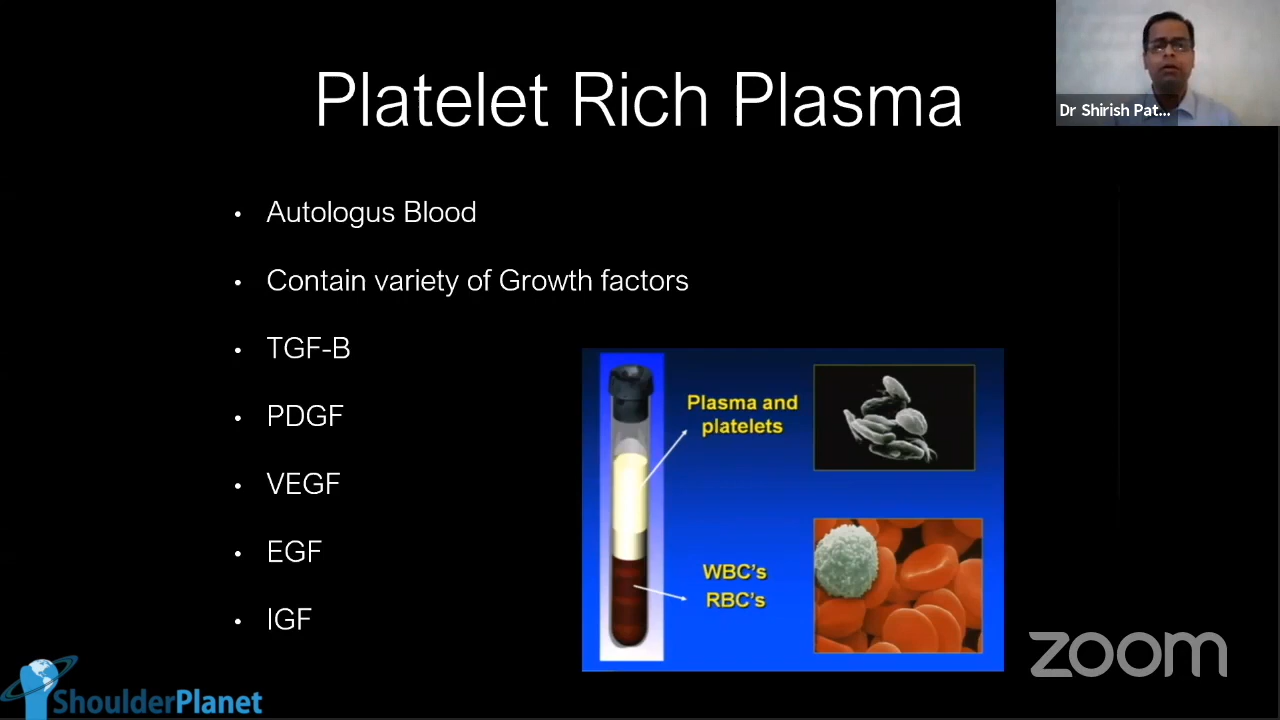 Platelet Rich Plasma
Dr Shirish Pat...
• Autologus Blood
• Contain variety of Growth factors
• TGF-B
• PDGF
• VEGF
• EGF
• IGF
Plasma and
platelets
WBC's
RBC's
zoom
ShoulderPlanet